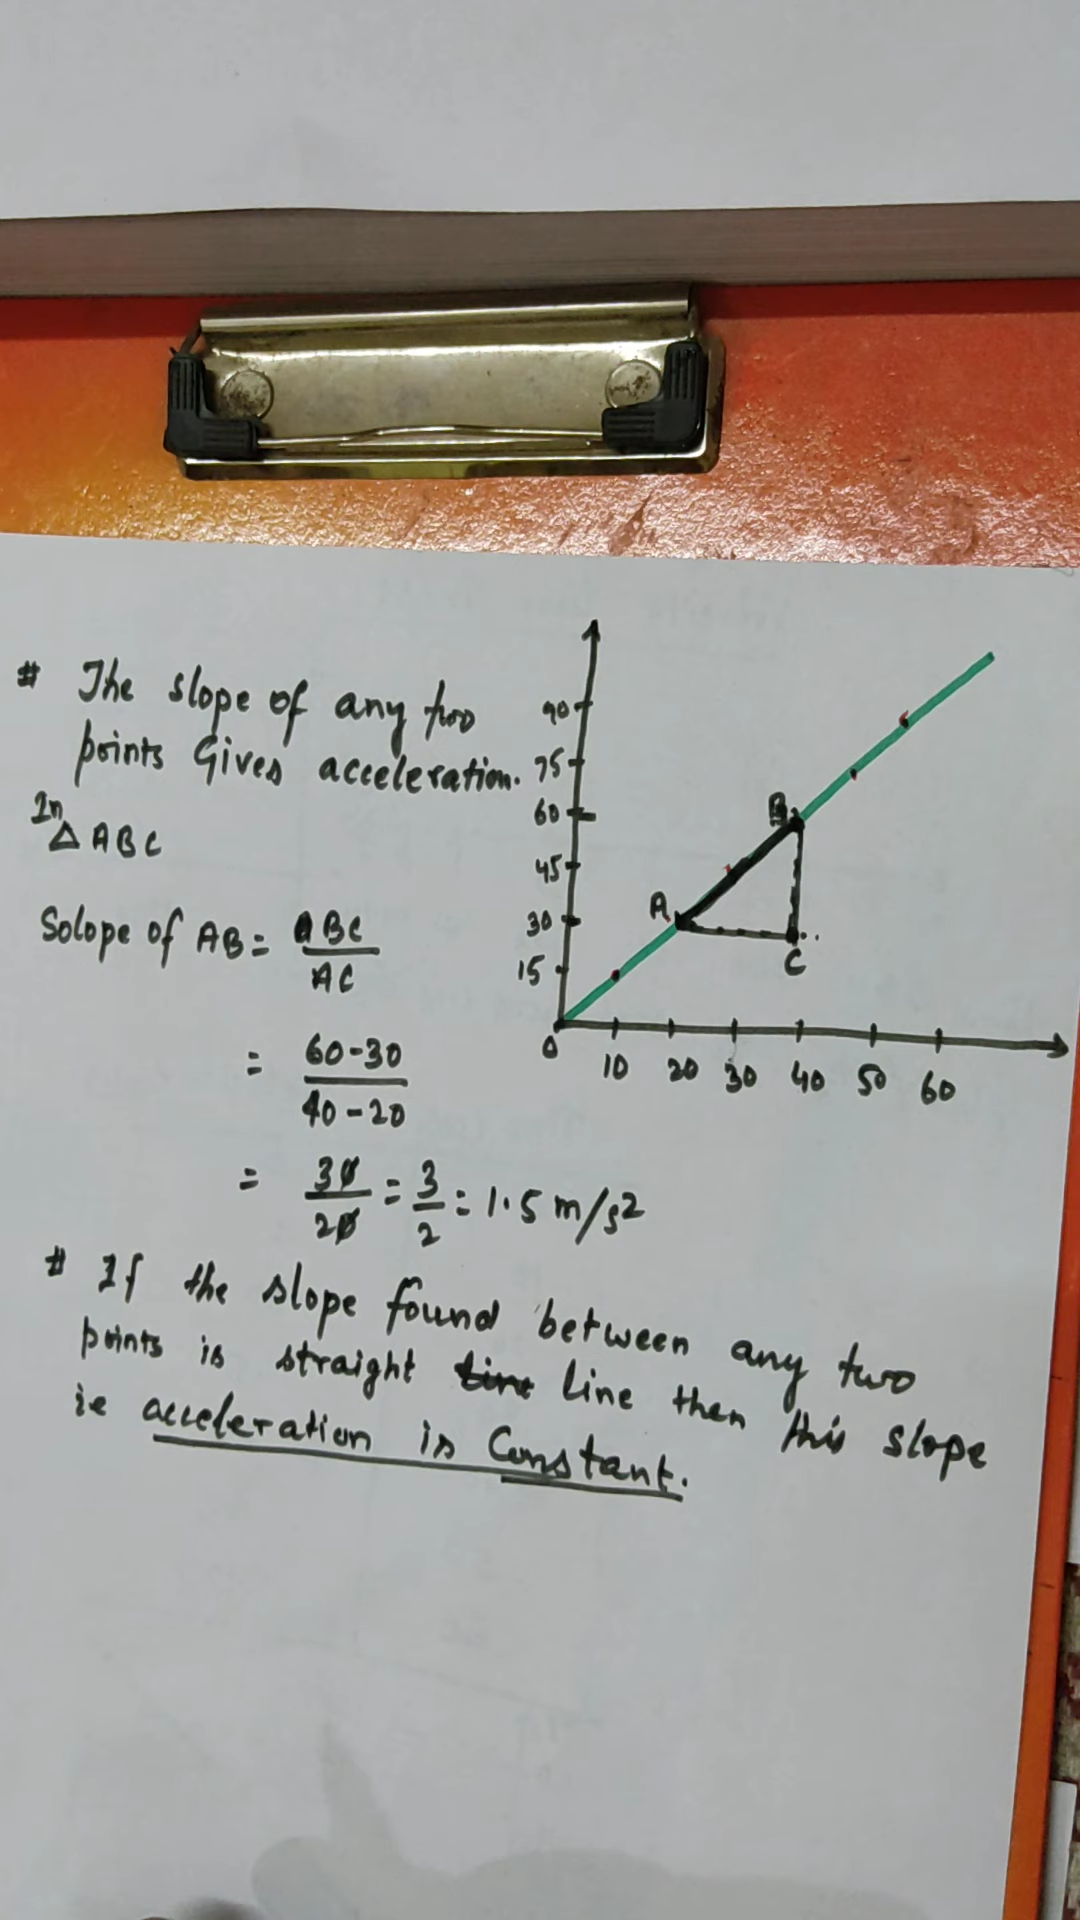 # The slope of any two
points Gives acceleration.
In
△ ABC
Solope of AB = BC
AC
= 60-30
40-20
= 30 = 3 = 1.5 m/s²
20 2
# If the slope found between any two
points is straight line Line then this slope
ie acceleration is Constant.
90
75
60
45
30
15
0
10 20 30 40 50 60
A
B
C